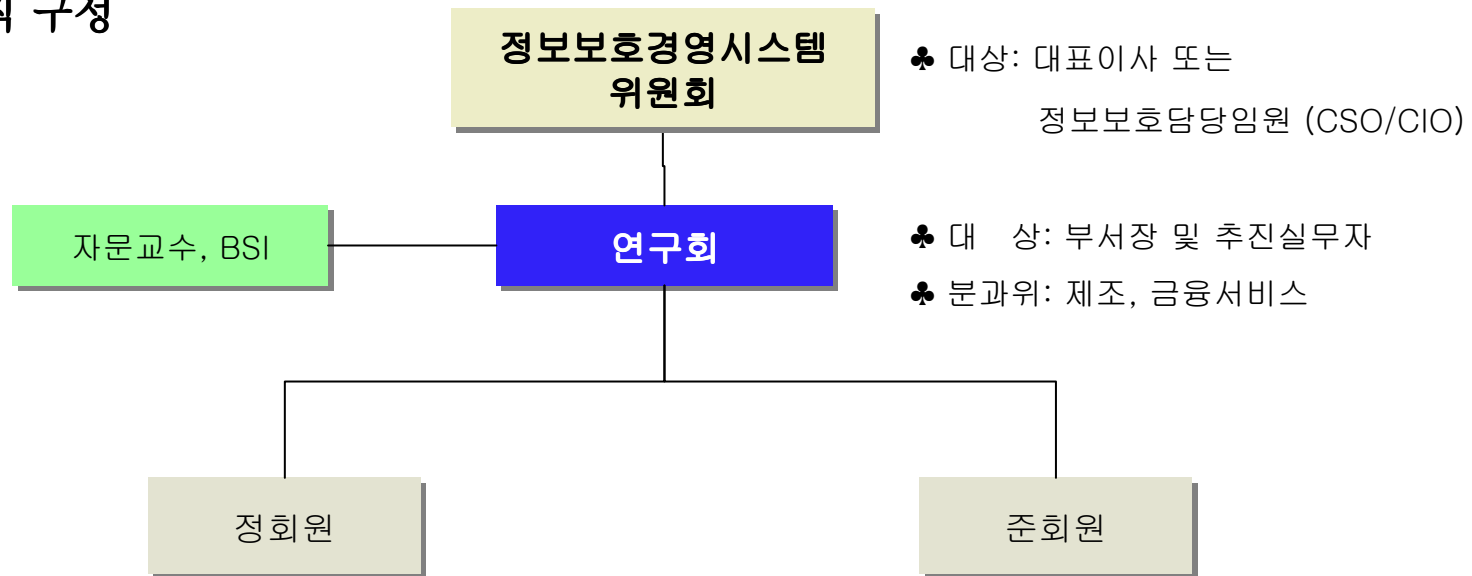 구성
정보보호경영시스템
위원회
♣ 대상: 대표이사 또는
정보보호담당임원 (CSO/CIO)
자문교수, BSI
연구회
♣ 대 상: 부서장 및 추진실무자
♣ 분과위: 제조, 금융서비스
정회원
준회원